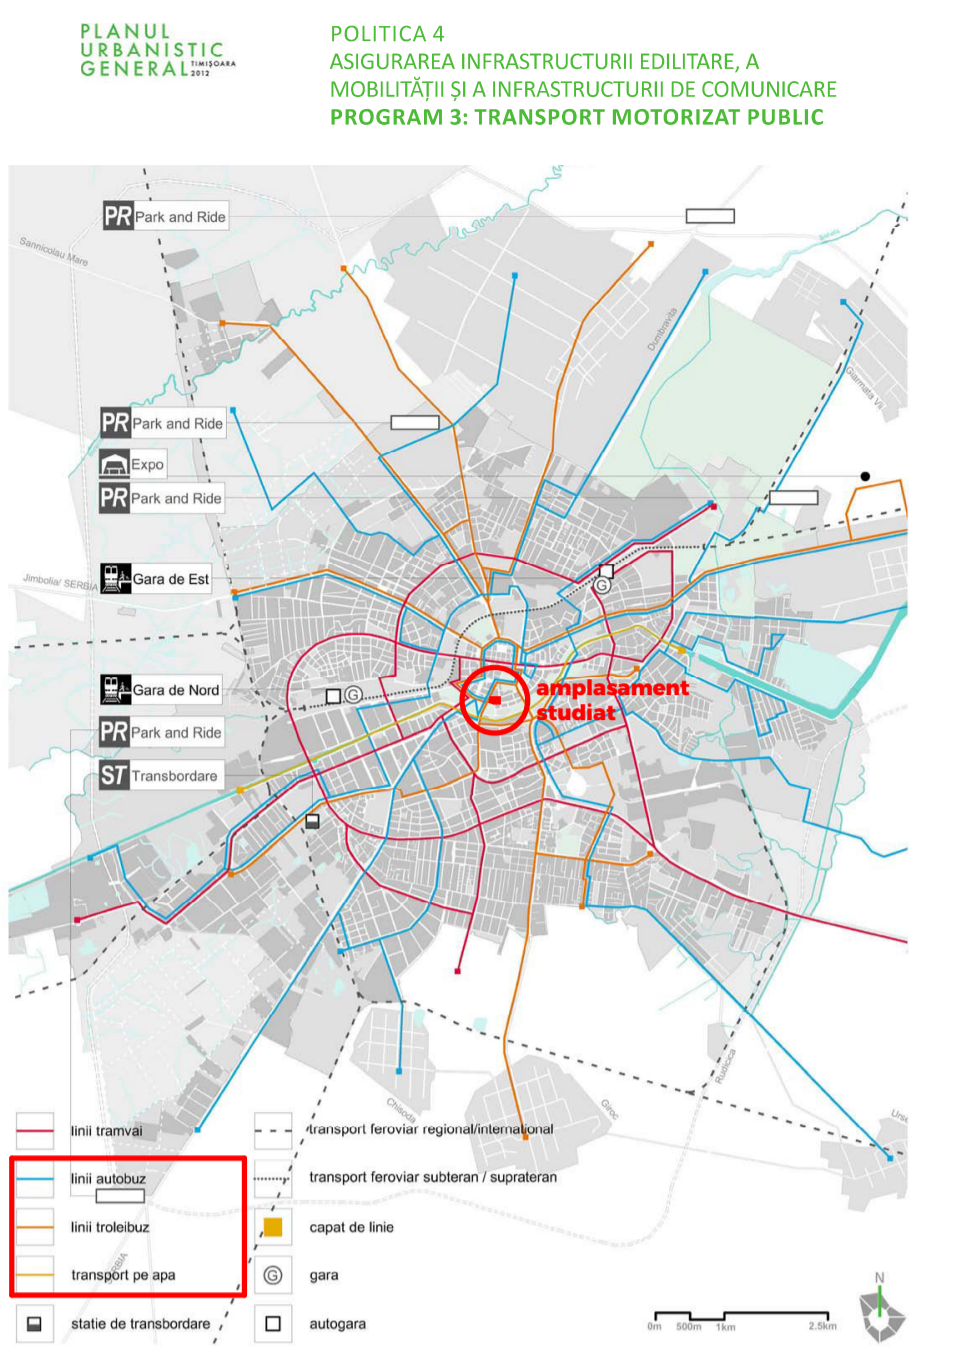 PLANUL
URBANISTIC
GENERAL TIMIȘOARA 2012
POLITICA 4
ASIGURAREA INFRASTRUCTURII EDILITARE, A
MOBILITĂȚII ȘI A INFRASTRUCTURII DE COMUNICARE
PROGRAM 3: TRANSPORT MOTORIZAT PUBLIC
PR Park and Ride
Sannicolau Mare
Dumbravita
Giarmata Vii
PR Park and Ride
Expo
PR Park and Ride
Jimbolia/ SERBIA
Gara de Est
G
Gara de Nord
G
amplasament
studiat
PR Park and Ride
ST Transbordare
Rudicica
Chisoda
Giroc
SERBIA
linii tramvai
transport feroviar regional/international
linii autobuz
transport feroviar subteran / suprateran
linii troleibuz
capat de linie
transport pe apa
G gara
statie de transbordare
autogara
0m 500m 1km 2.5km
N